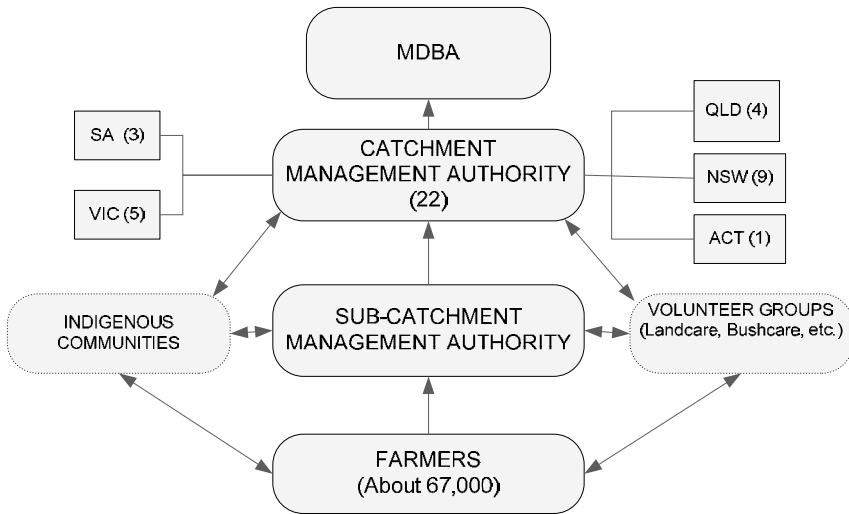 MDBA
SA (3)
VIC (5)
CATCHMENT
MANAGEMENT AUTHORITY
(22)
QLD (4)
NSW (9)
ACT (1)
INDIGENOUS
COMMUNITIES
SUB-CATCHMENT
MANAGEMENT AUTHORITY
VOLUNTEER GROUPS
(Landcare, Bushcare, etc.)
FARMERS
(About 67,000)